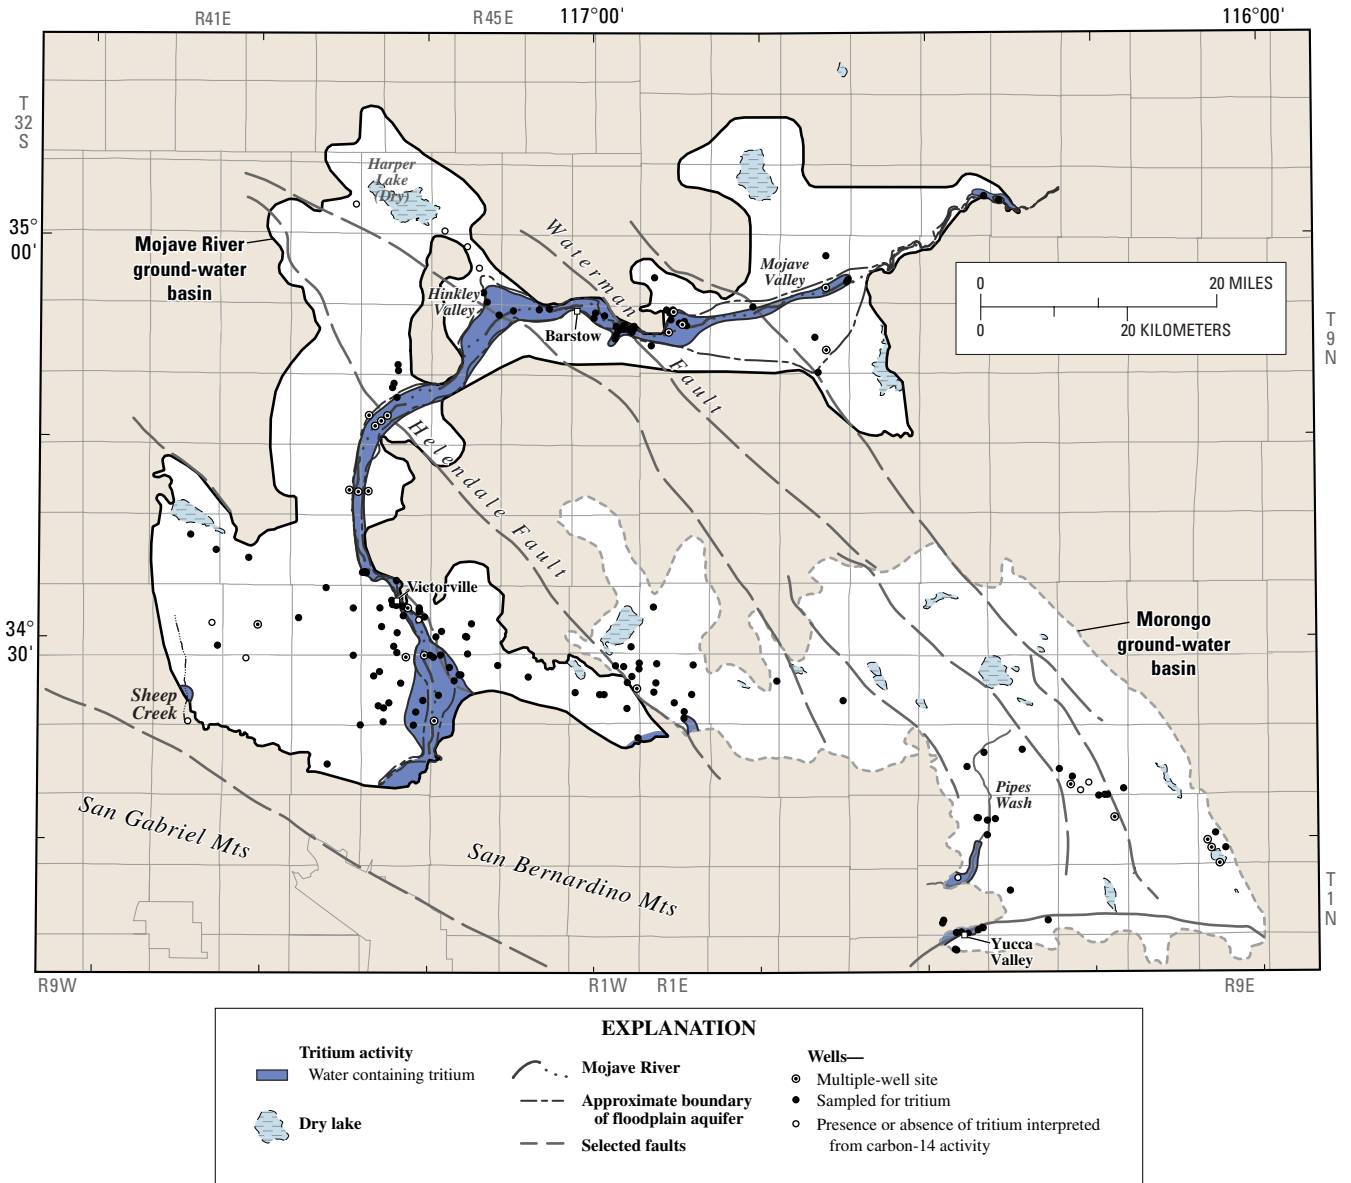 R41E
R45E
117°00'
116°00'
T
32
S
Harper
Lake
(Dry)
35°
00'
Mojave River
ground-water
basin
Waterman
Fault
Mojave
Valley
Hinkley
Valley
Barstow
0 20 MILES
0 20 KILOMETERS
T
9
N
Helendale Fault
Victorville
34°
30'
Morongo
ground-water
basin
Sheep
Creek
Pipes
Wash
San Gabriel Mts
San Bernardino Mts
T
1
N
Yucca
Valley
R9W
R1W
R1E
R9E
EXPLANATION
Tritium activity
Water containing tritium
Dry lake
Mojave River
Approximate boundary
of floodplain aquifer
Selected faults
Wells—
Multiple-well site
Sampled for tritium
Presence or absence of tritium interpreted
from carbon-14 activity